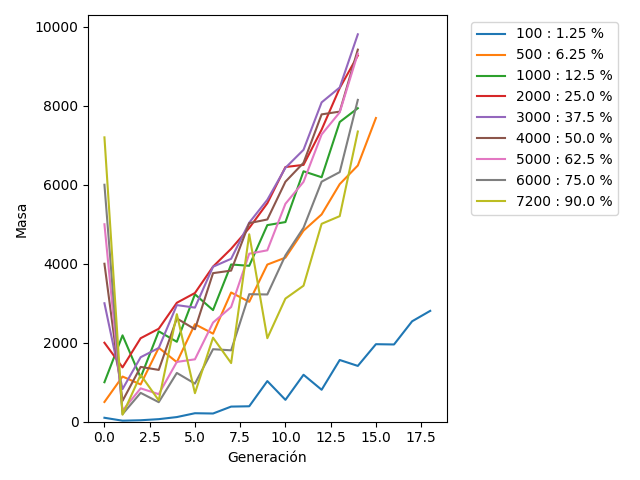 10000
8000
6000
4000
2000
0
Masa
0.0 2.5 5.0 7.5 10.0 12.5 15.0 17.5
Generación
100 : 1.25 %
500 : 6.25 %
1000 : 12.5 %
2000 : 25.0 %
3000 : 37.5 %
4000 : 50.0 %
5000 : 62.5 %
6000 : 75.0 %
7200 : 90.0 %